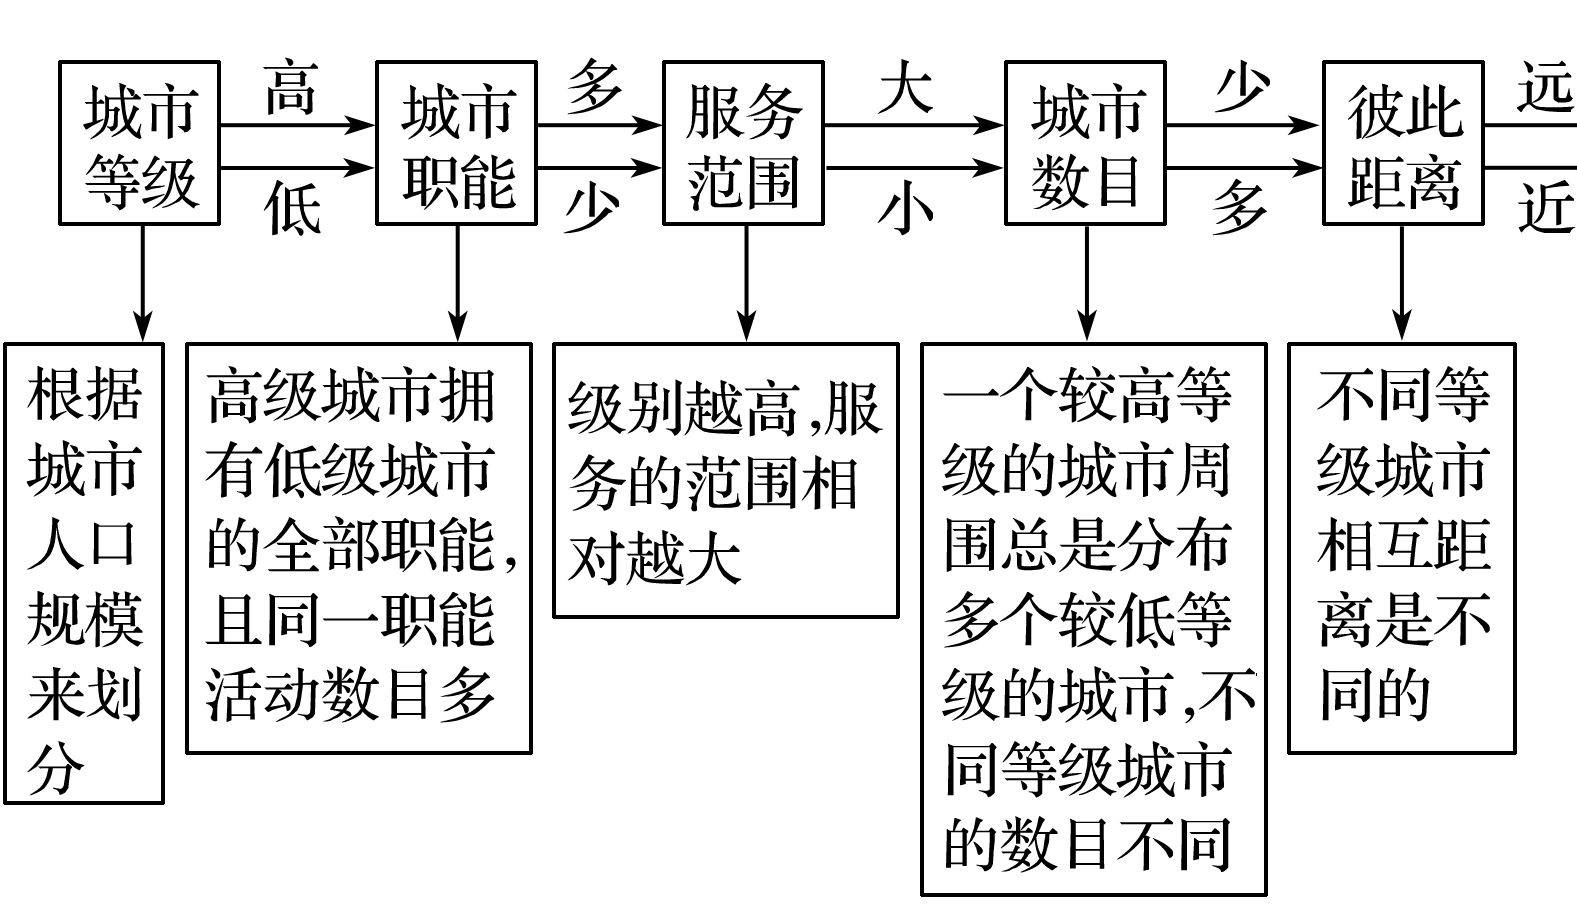 高
多
大
少
远
城市
等级
城市
职能
服务
范围
城市
数目
彼此
距离
低
少
小
多
近
根据
城市
人口
规模
来划
分
高级城市拥
有低级城市
的全部职能,
且同一职能
活动数目多
级别越高,服
务的范围相
对越大
一个较高等
级的城市周
围总是分布
多个较低等
级的城市,不
同等级城市
的数目不同
不同等
级城市
相互距
离是不
同的